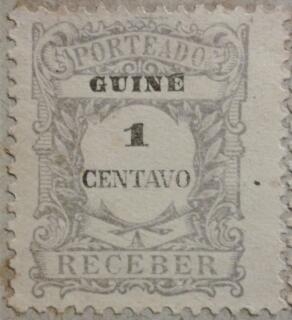 PORTEADO
GUINÉ
1
CENTAVO
A
RECEBER